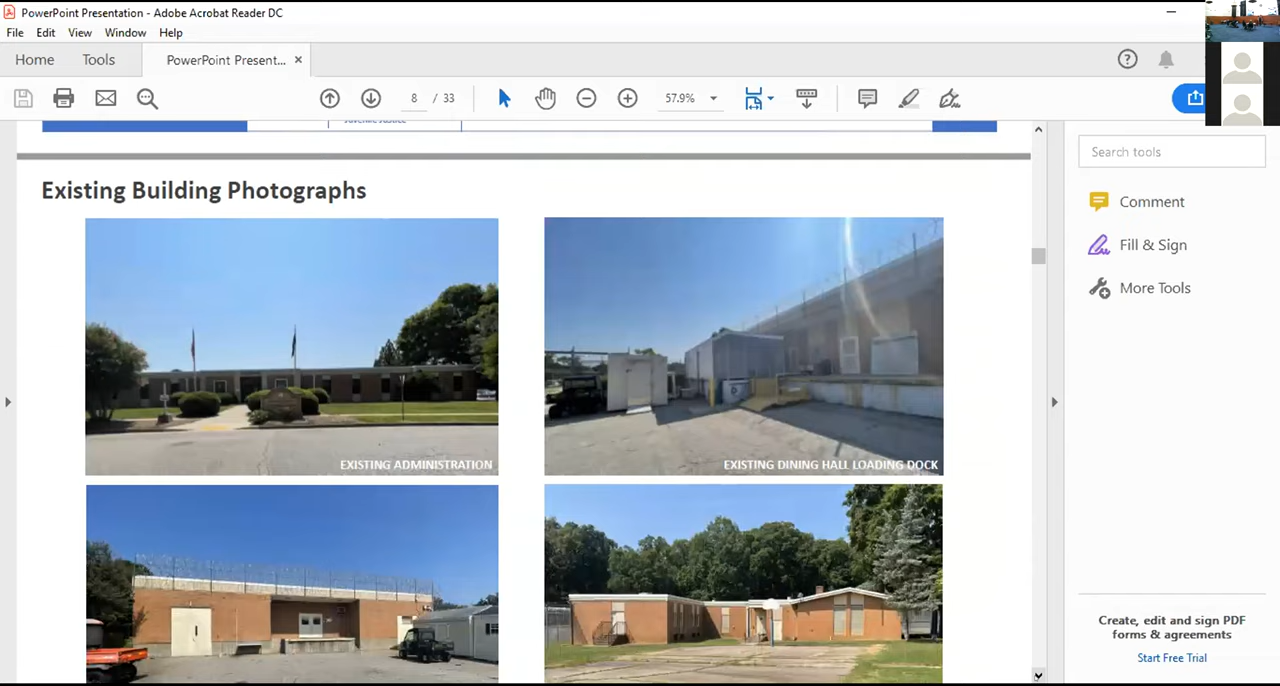 PowerPoint Presentation - Adobe Acrobat Reader DC
File Edit View Window Help
Home Tools PowerPoint Present... ×
8 / 33 57.9%
Juvenile Justice
Search tools
Existing Building Photographs
Comment
Fill & Sign
More Tools
EXISTING ADMINISTRATION
EXISTING DINING HALL LOADING DOCK
Create, edit and sign PDF
forms & agreements
Start Free Trial